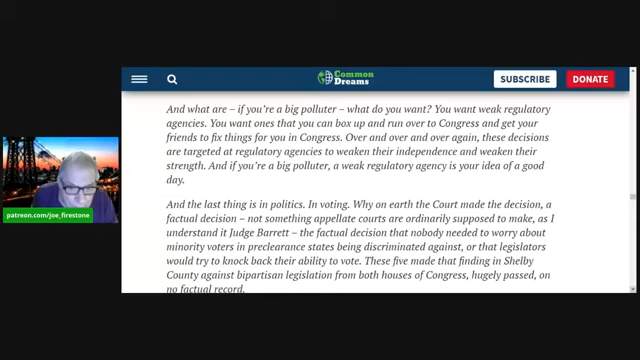 Common
Dreams
SUBSCRIBE
DONATE
And what are – if you're a big polluter – what do you want? You want weak regulatory
agencies. You want ones that you can box up and run over to Congress and get your
friends to fix things for you in Congress. Over and over and over again, these decisions
are targeted at regulatory agencies to weaken their independence and weaken their
strength. And if you're a big polluter, a weak regulatory agency is your idea of a good
day.
And the last thing is in politics. In voting. Why on earth the Court made the decision, a
factual decision – not something appellate courts are ordinarily supposed to make, as I
understand it Judge Barrett – the factual decision that nobody needed to worry about
minority voters in preclearance states being discriminated against, or that legislators
would try to knock back their ability to vote. These five made that finding in Shelby
County against bipartisan legislation from both houses of Congress, hugely passed, on
no factual record.
patreon.com/joe_firestone